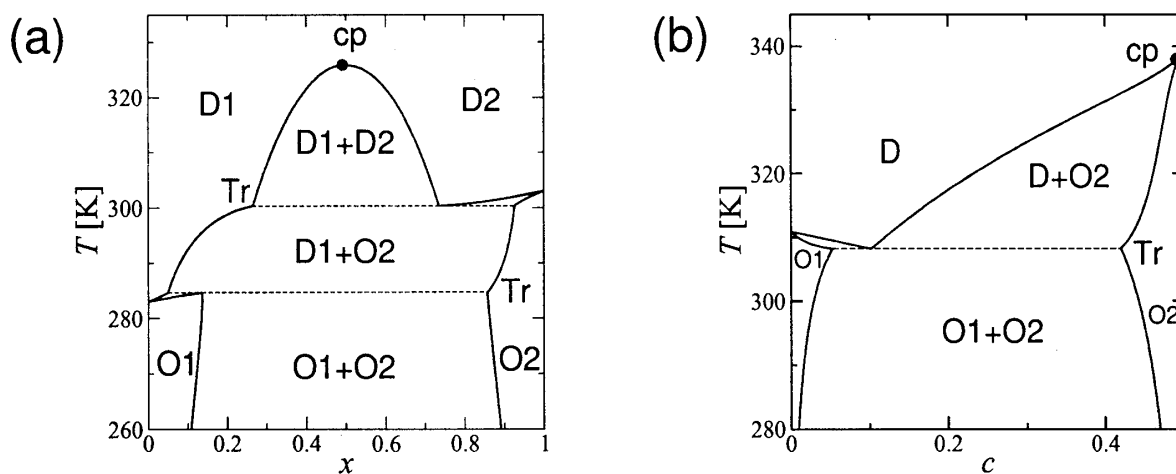 (a)
cp
D1
D2
D1+D2
Tr
D1+O2
Tr
O1
O1+O2
O2
T [K]
320
300
280
260
0
0.2
0.4
0.6
0.8
1
x
(b)
cp
D
D+O2
O1
Tr
O1+O2
O2
T [K]
340
320
300
280
0
0.2
0.4
c